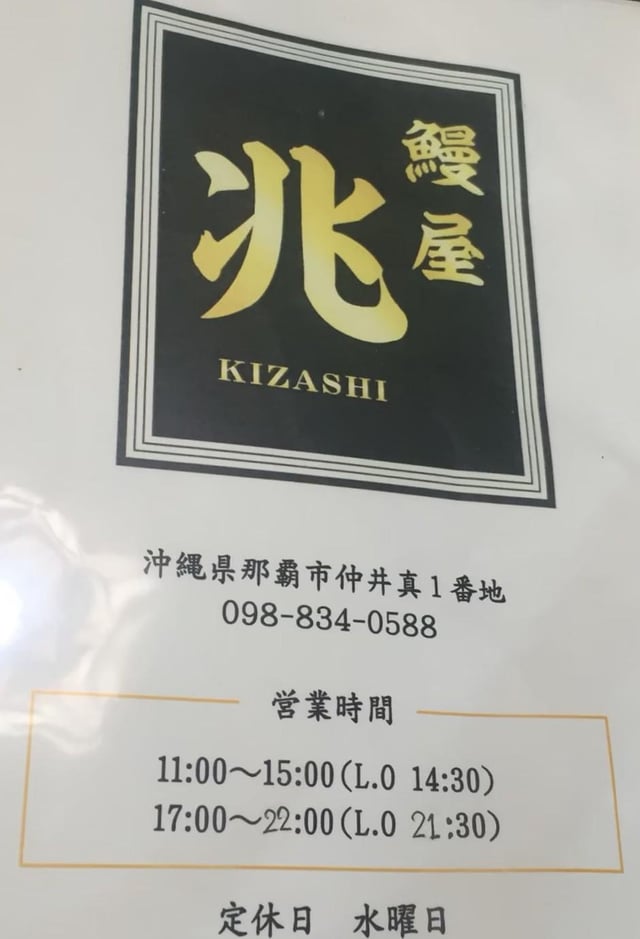 鰻屋
兆
KIZASHI
沖縄県那覇市仲井真1番地
098-834-0588
営業時間
11:00〜15:00(L.O 14:30)
17:00〜22:00(L.O 21:30)
定休日　水曜日